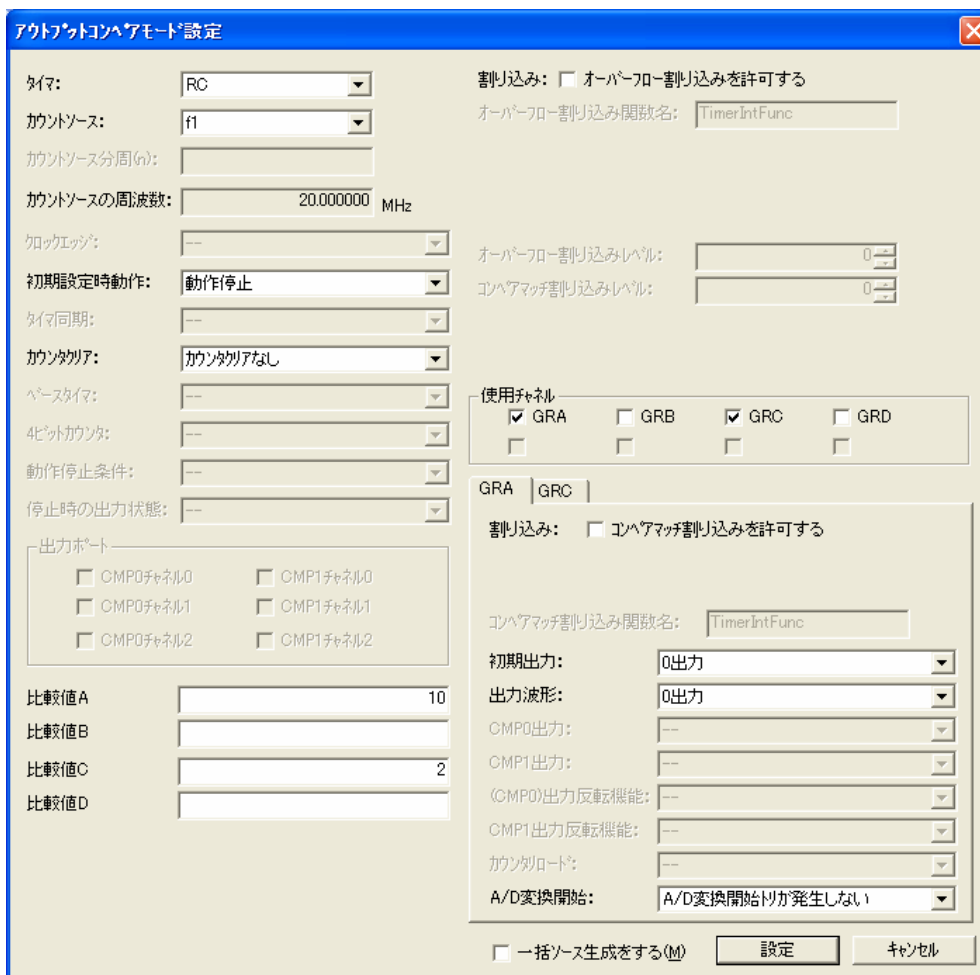 アウトプットコンペアモード設定
タイマ: RC
カウントソース: f1
カウントソース分周(n):
カウントソースの周波数: 20.000000 MHz
クロックエッジ: --
初期設定時動作: 動作停止
タイマ同期: --
カウンタクリア: カウンタクリアなし
ベースタイマ: --
4ビットカウンタ: --
動作停止条件: --
停止時の出力状態: --
出力ポート
CMP0チャネル0 CMP1チャネル0
CMP0チャネル1 CMP1チャネル1
CMP0チャネル2 CMP1チャネル2
比較値A 10
比較値B
比較値C 2
比較値D
割り込み: オーバーフロー割り込みを許可する
オーバーフロー割り込み関数名: TimerIntFunc
オーバーフロー割り込みレベル: 0
コンペアマッチ割り込みレベル: 0
使用チャネル
GRA GRB GRC GRD
GRA GRC
割り込み: コンペアマッチ割り込みを許可する
コンペアマッチ割り込み関数名: TimerIntFunc
初期出力: 0出力
出力波形: 0出力
CMP0出力: --
CMP1出力: --
(CMP0)出力反転機能: --
CMP1出力反転機能: --
カウンタリロード: --
A/D変換開始: A/D変換開始トリガ発生しない
一括ソース生成をする(M) 設定 キャンセル